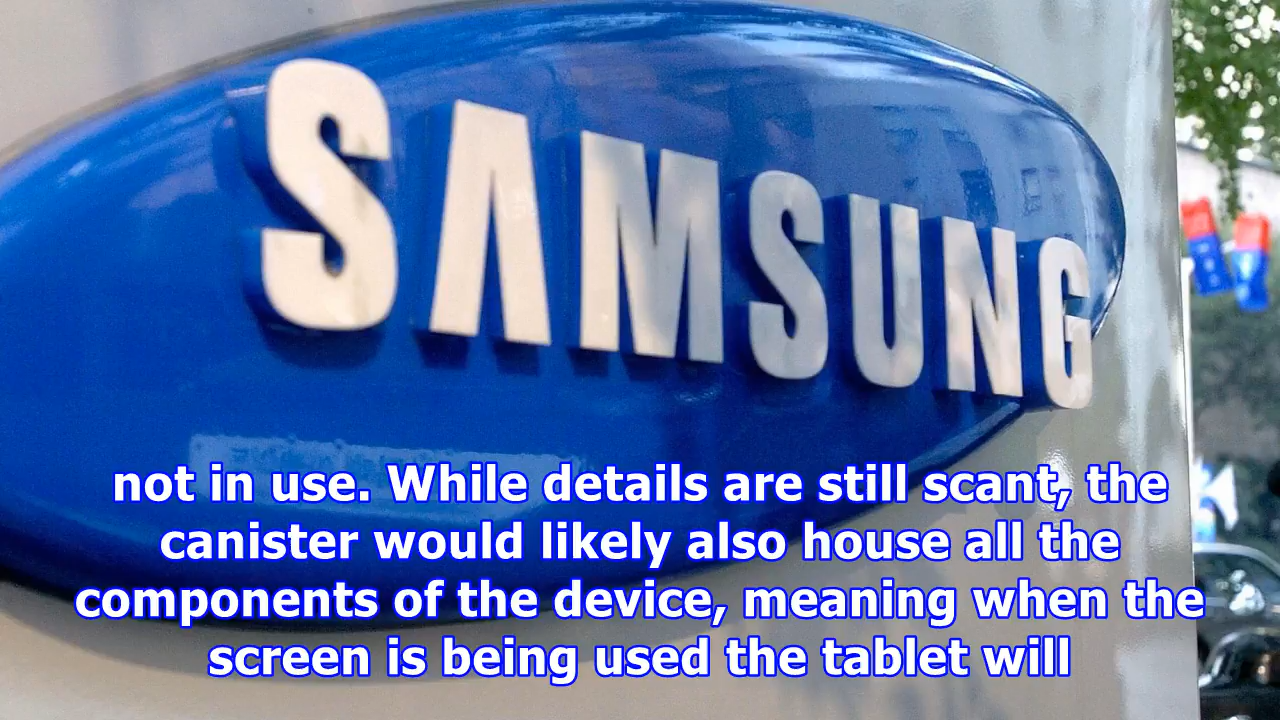 SAMSUNG
not in use. While details are still scant, the
canister would likely also house all the
components of the device, meaning when the
screen is being used the tablet will